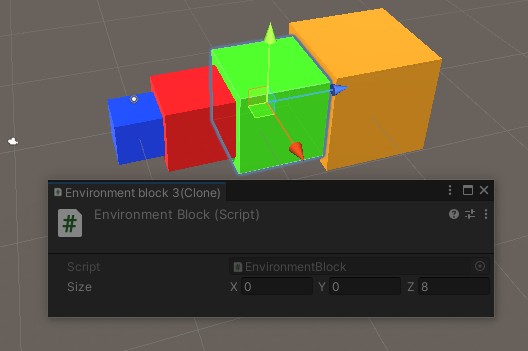 Environment block 3(Clone)
# Environment Block (Script)
Script EnvironmentBlock
Size X 0 Y 0 Z 8